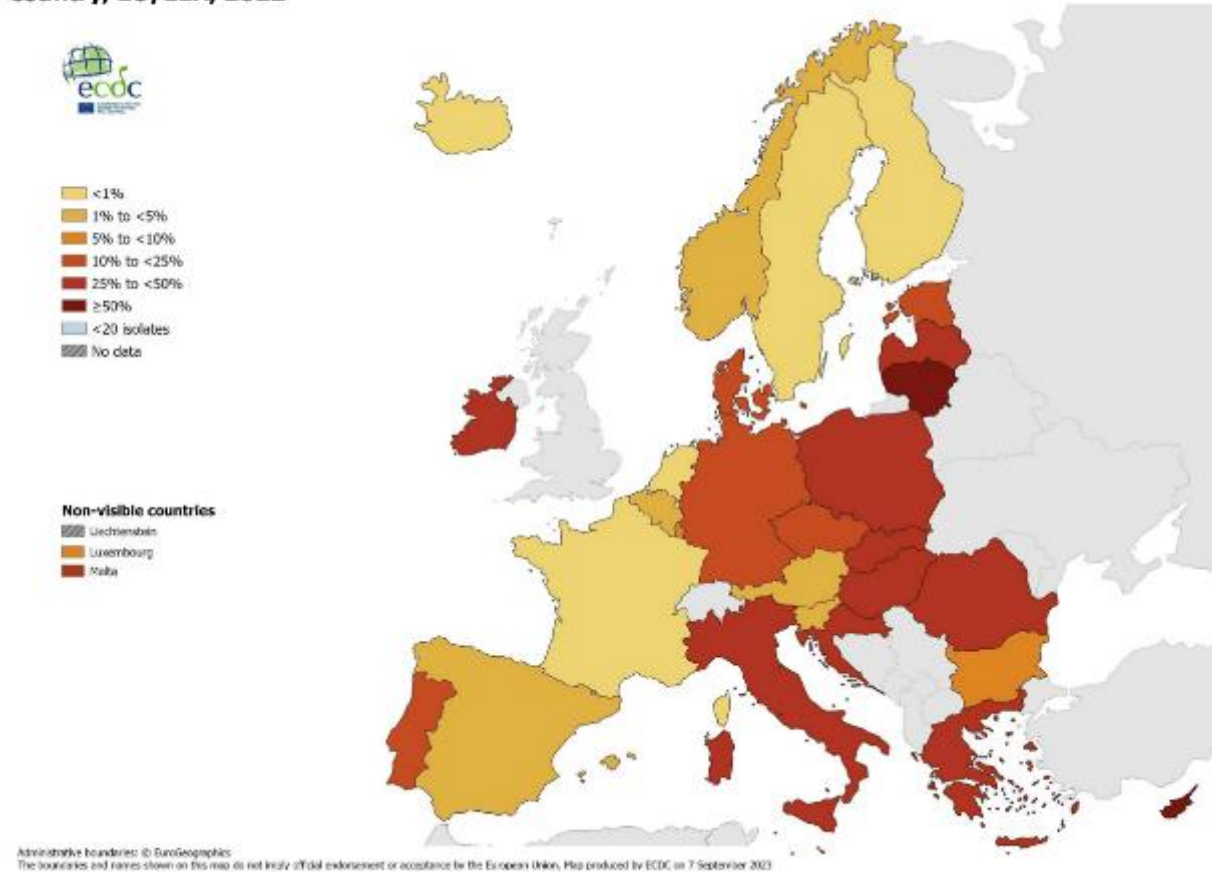 ecdc
<1%
1% to <5%
5% to <10%
10% to <25%
25% to <50%
≥50%
<20 isolates
No data
Non-visible countries
Liechtenstein
Luxembourg
Malta
Administrative boundaries: © EuroGeographics
The boundaries and names shown on this map do not imply official endorsement or acceptance by the European Union. Map produced by ECDC on 7 September 2023